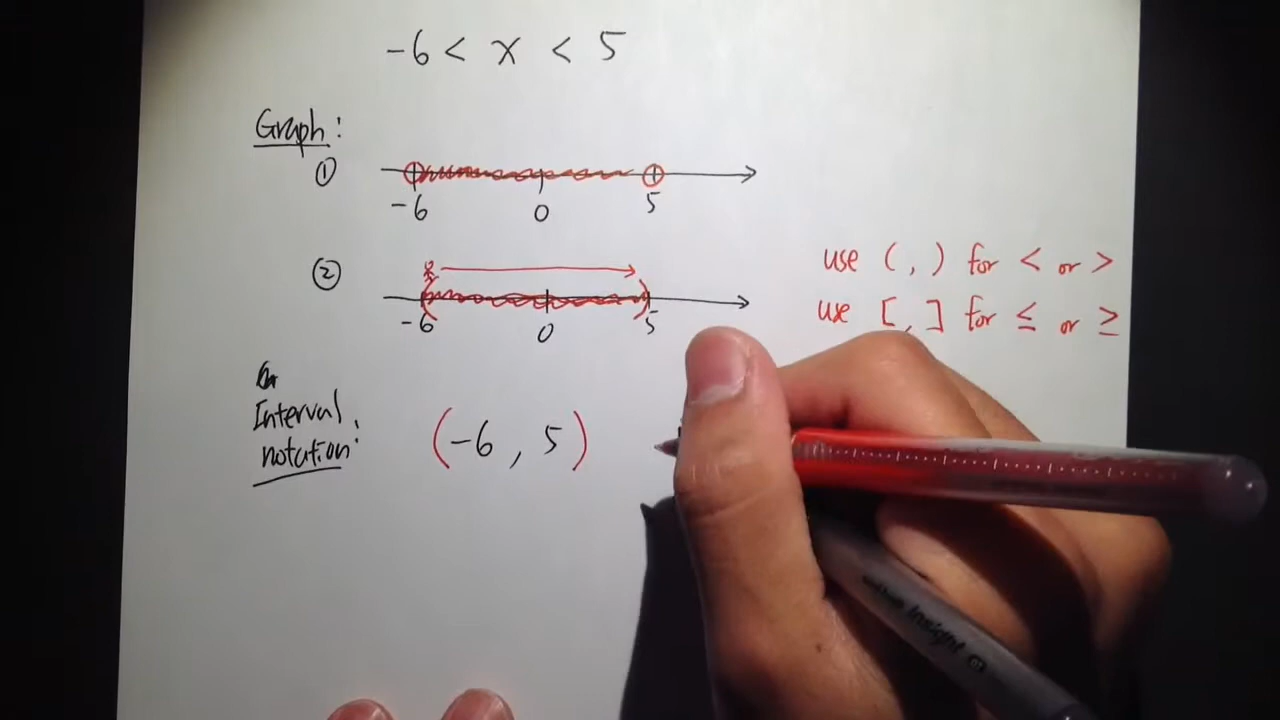 -6 < x < 5
Graph:
①
-6 0 5
②
-6 0 5
use ( , ) for < or >
use [ , ] for ≤ or ≥
Interval
notation:
(-6 , 5)
Insight